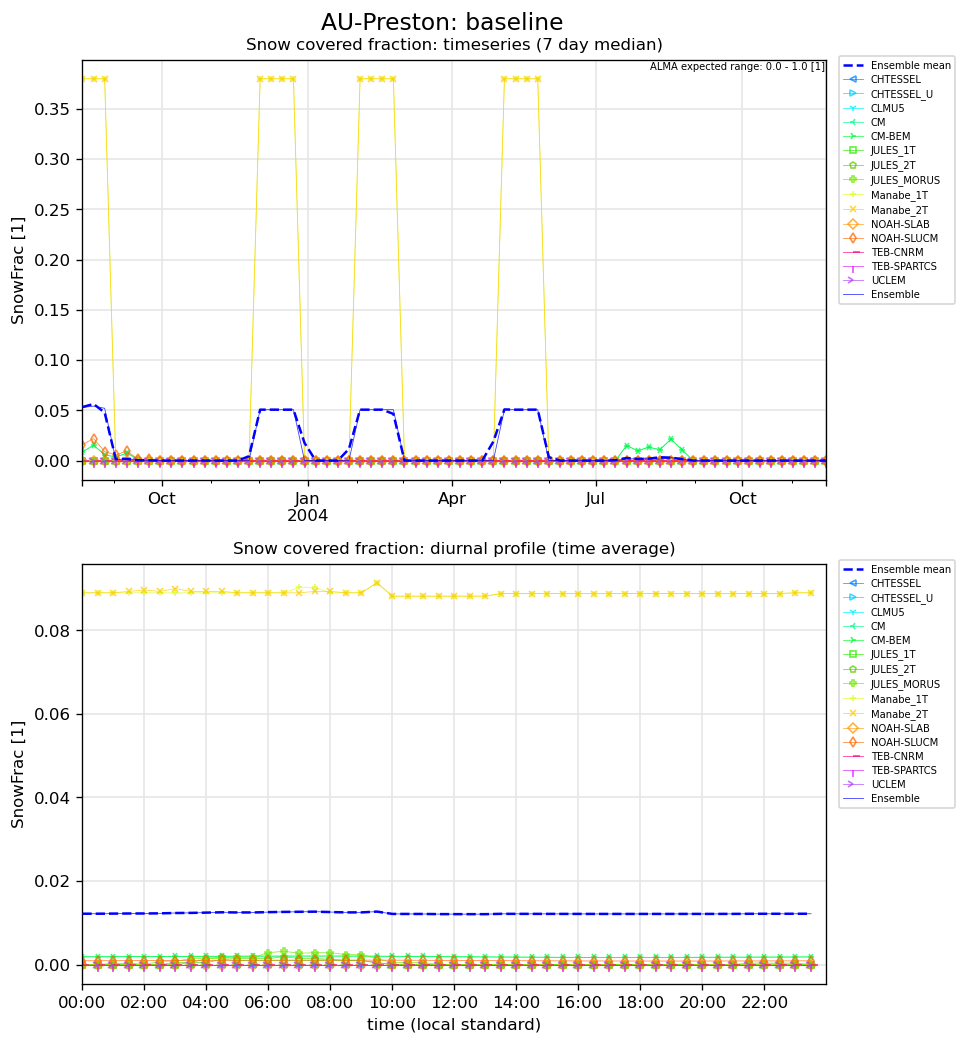 AU-Preston: baseline
Snow covered fraction: timeseries (7 day median)
ALMA expected range: 0.0 - 1.0 [1]
SnowFrac [1]
0.35
0.30
0.25
0.20
0.15
0.10
0.05
0.00
Oct
Jan
2004
Apr
Jul
Oct
Ensemble mean
CHTESSEL
CHTESSEL_U
CLMU5
CM
CM-BEM
JULES_1T
JULES_2T
JULES_MORUS
Manabe_1T
Manabe_2T
NOAH-SLAB
NOAH-SLUCM
TEB-CNRM
TEB-SPARTCS
UCLEM
Ensemble
Snow covered fraction: diurnal profile (time average)
SnowFrac [1]
0.08
0.06
0.04
0.02
0.00
00:00
02:00
04:00
06:00
08:00
10:00
12:00
14:00
16:00
18:00
20:00
22:00
time (local standard)
Ensemble mean
CHTESSEL
CHTESSEL_U
CLMU5
CM
CM-BEM
JULES_1T
JULES_2T
JULES_MORUS
Manabe_1T
Manabe_2T
NOAH-SLAB
NOAH-SLUCM
TEB-CNRM
TEB-SPARTCS
UCLEM
Ensemble